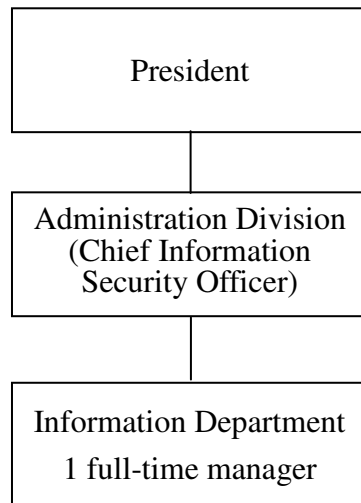 President
Administration Division
(Chief Information
Security Officer)
Information Department
1 full-time manager